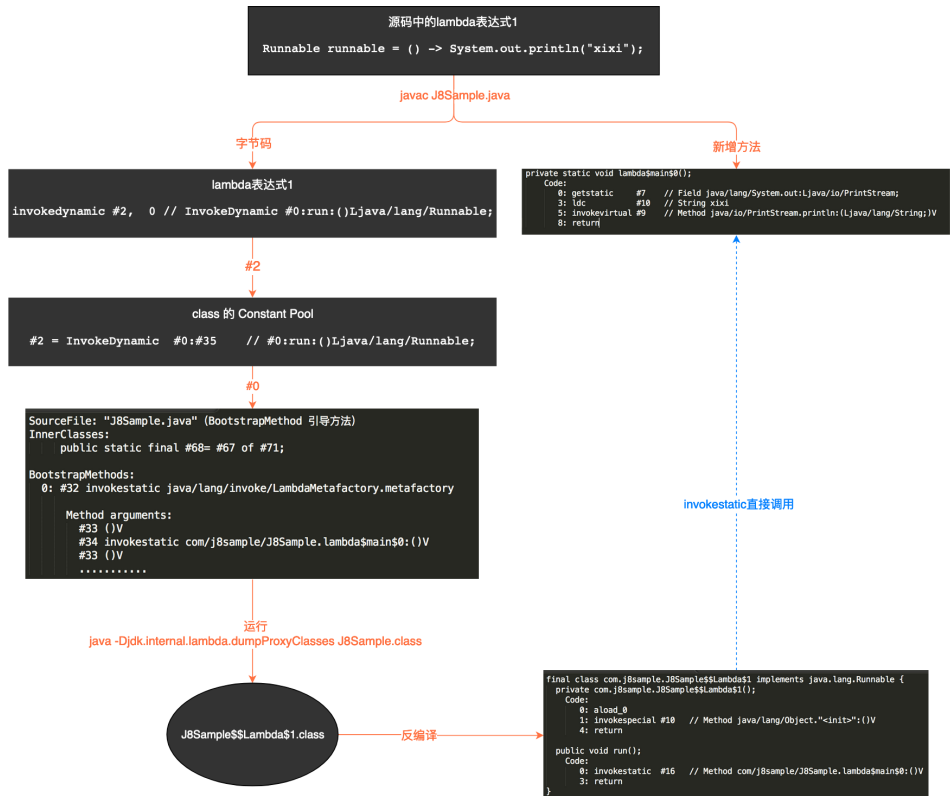 源码中的lambda表达式1
Runnable runnable = () -> System.out.println("xixi");
javac J8Sample.java
字节码
新增方法
lambda表达式1
invokedynamic #2,  0 // InvokeDynamic #0:run:()Ljava/lang/Runnable;
private static void lambda$main$0();
Code:
0: getstatic     #7   // Field java/lang/System.out:Ljava/io/PrintStream;
3: ldc           #10  // String xixi
5: invokevirtual #9   // Method java/io/PrintStream.println:(Ljava/lang/String;)V
8: return
#2
class 的 Constant Pool
#2 = InvokeDynamic  #0:#35    // #0:run:()Ljava/lang/Runnable;
#0
SourceFile: "J8Sample.java" (BootstrapMethod 引导方法)
InnerClasses:
public static final #68= #67 of #71;
BootstrapMethods:
0: #32 invokestatic java/lang/invoke/LambdaMetafactory.metafactory
Method arguments:
#33 ()V
#34 invokestatic com/j8sample/J8Sample.lambda$main$0:()V
#33 ()V
...........
invokestatic直接调用
运行
java -Djdk.internal.lambda.dumpProxyClasses J8Sample.class
J8Sample$$Lambda$1.class
反编译
final class com.j8sample.J8Sample$$Lambda$1 implements java.lang.Runnable {
private com.j8sample.J8Sample$$Lambda$1();
Code:
0: aload_0
1: invokespecial #10  // Method java/lang/Object."<init>":()V
4: return
public void run();
Code:
0: invokestatic  #16  // Method com/j8sample/J8Sample.lambda$main$0:()V
3: return
}